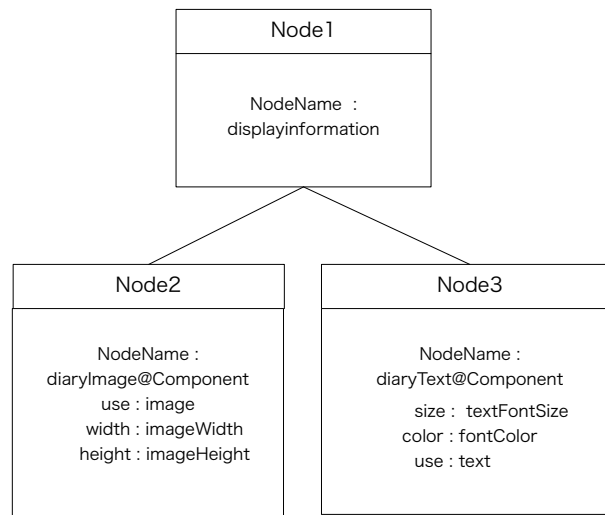 Node1
NodeName :
displayinformation
Node2
NodeName :
diaryImage@Component
use : image
width : imageWidth
height : imageHeight
Node3
NodeName :
diaryText@Component
size : textFontSize
color : fontColor
use : text